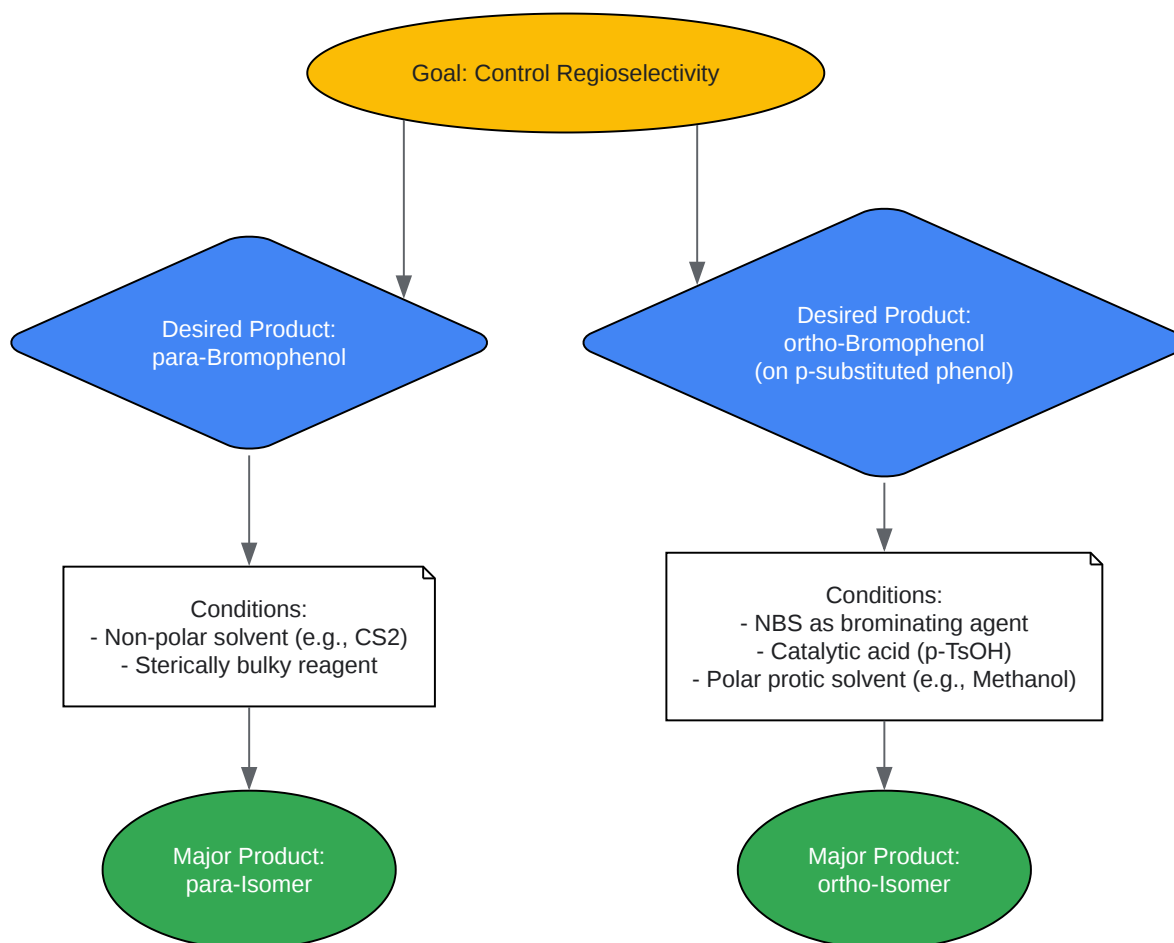 Goal: Control Regioselectivity
Desired Product:
para-Bromophenol
Desired Product:
ortho-Bromophenol
(on p-substituted phenol)
Conditions:
- Non-polar solvent (e.g., CS2)
- Sterically bulky reagent
Conditions:
- NBS as brominating agent
- Catalytic acid (p-TsOH)
- Polar protic solvent (e.g., Methanol)
Major Product:
para-Isomer
Major Product:
ortho-Isomer